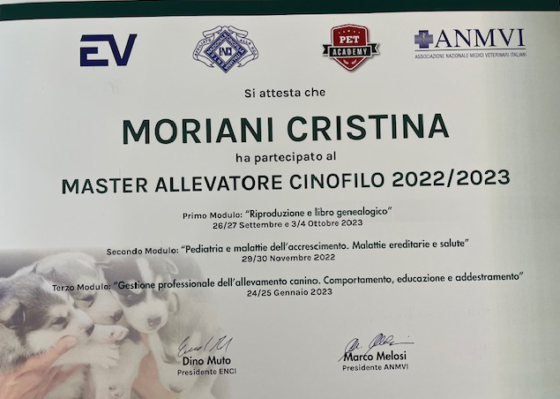 EV
PET
ACADEMY
ANMVI
ASSOCIAZIONE NAZIONALE MEDICI VETERINARI ITALIANI
Si attesta che
MORIANI CRISTINA
ha partecipato al
MASTER ALLEVATORE CINOFILO 2022/2023
Primo Modulo: “Riproduzione e libro genealogico”
26/27 Settembre e 3/4 Ottobre 2023
Secondo Modulo: “Pediatria e malattie dell'accrescimento. Malattie ereditarie e salute”
29/30 Novembre 2022
Terzo Modulo: “Gestione professionale dell'allevamento canino. Comportamento, educazione e addestramento”
24/25 Gennaio 2023
Dino Muto
Presidente ENCI
Marco Melosi
Presidente ANMVI